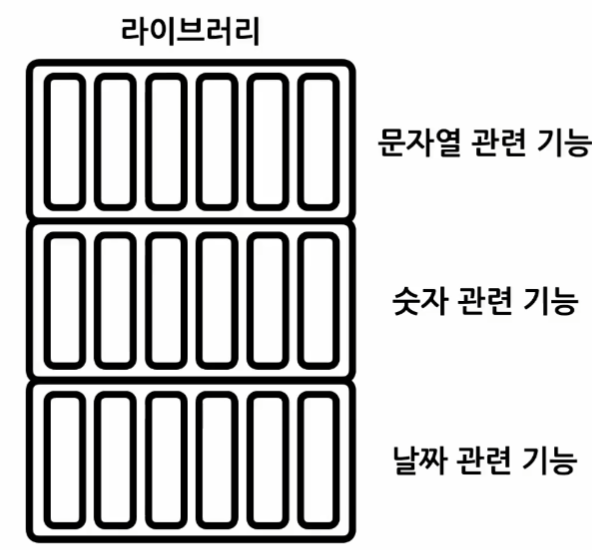 라이브러리
문자열 관련 기능
숫자 관련 기능
날짜 관련 기능